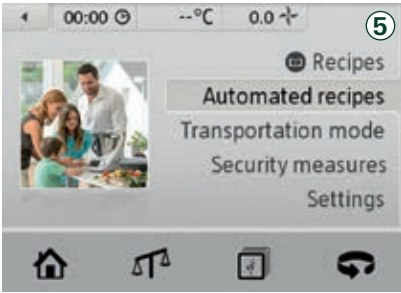 00:00 --°C 0.0
5
Recipes
Automated recipes
Transportation mode
Security measures
Settings